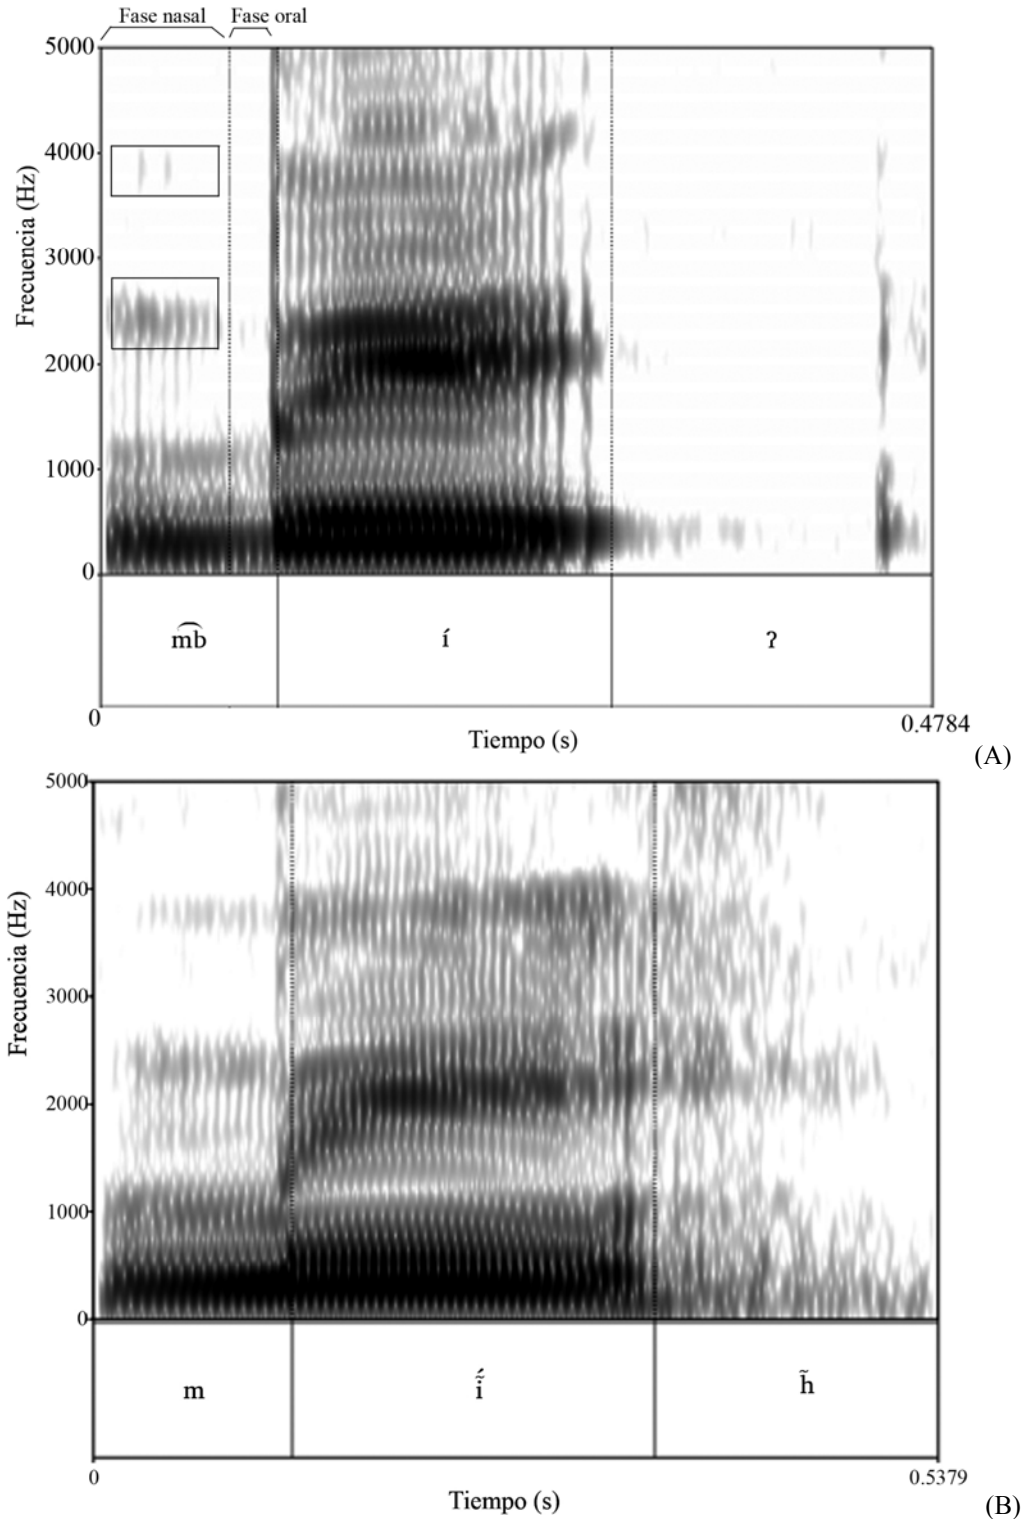 Fase nasal Fase oral
5000
4000
3000
2000
1000
0
Frecuencia (Hz)
m͡b í ʔ
0 0.4784
Tiempo (s)
(A)
5000
4000
3000
2000
1000
0
Frecuencia (Hz)
m ĩ́ h̃
0 0.5379
Tiempo (s)
(B)